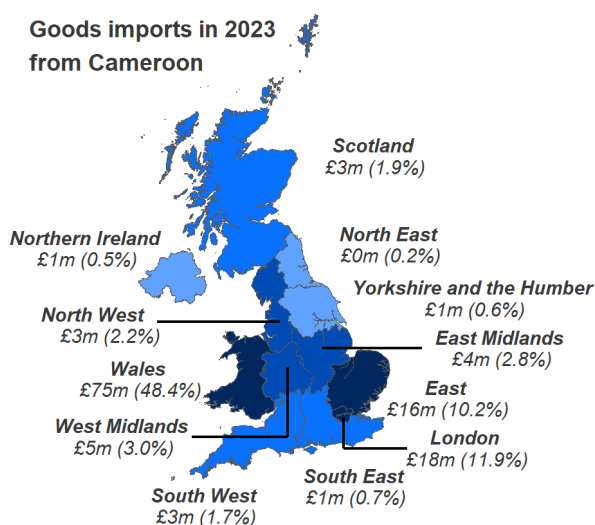 Goods imports in 2023
from Cameroon
Scotland
£3m (1.9%)
Northern Ireland
£1m (0.5%)
North East
£0m (0.2%)
Yorkshire and the Humber
£1m (0.6%)
North West
£3m (2.2%)
East Midlands
£4m (2.8%)
Wales
£75m (48.4%)
East
£16m (10.2%)
West Midlands
£5m (3.0%)
London
£18m (11.9%)
South East
£1m (0.7%)
South West
£3m (1.7%)